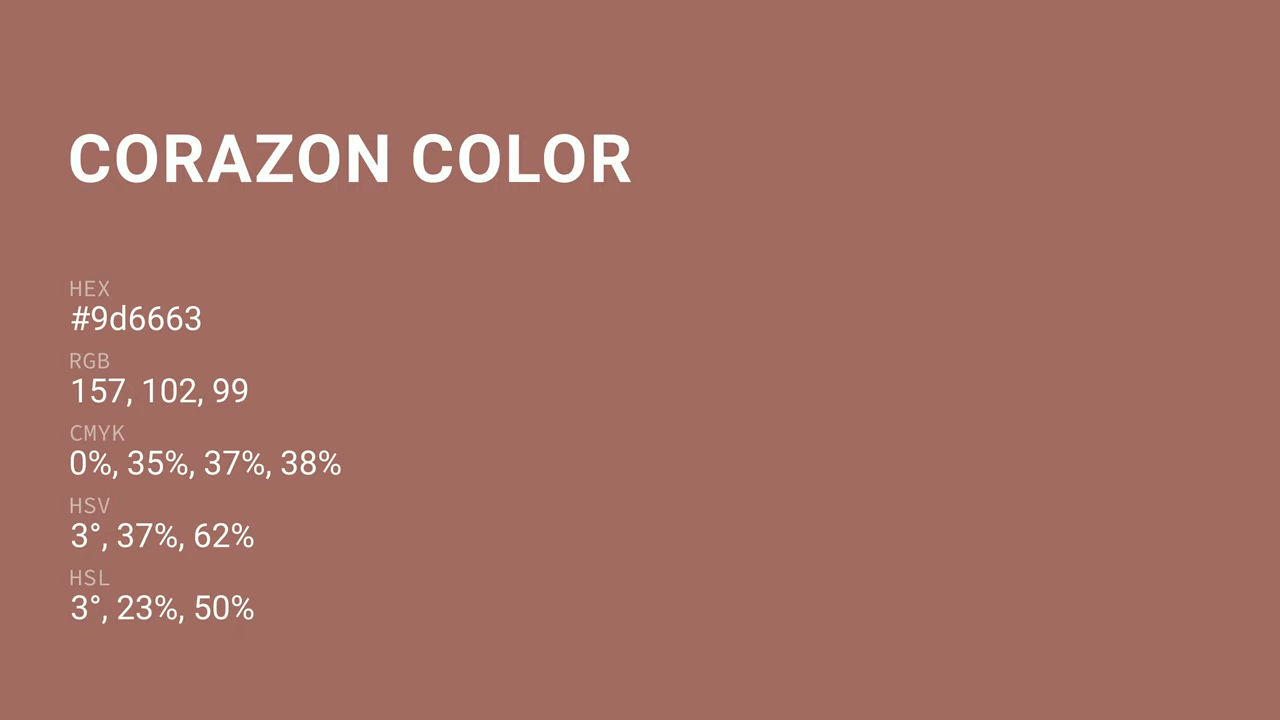 CORAZON COLOR
HEX
#9d6663
RGB
157, 102, 99
CMYK
0%, 35%, 37%, 38%
HSV
3°, 37%, 62%
HSL
3°, 23%, 50%